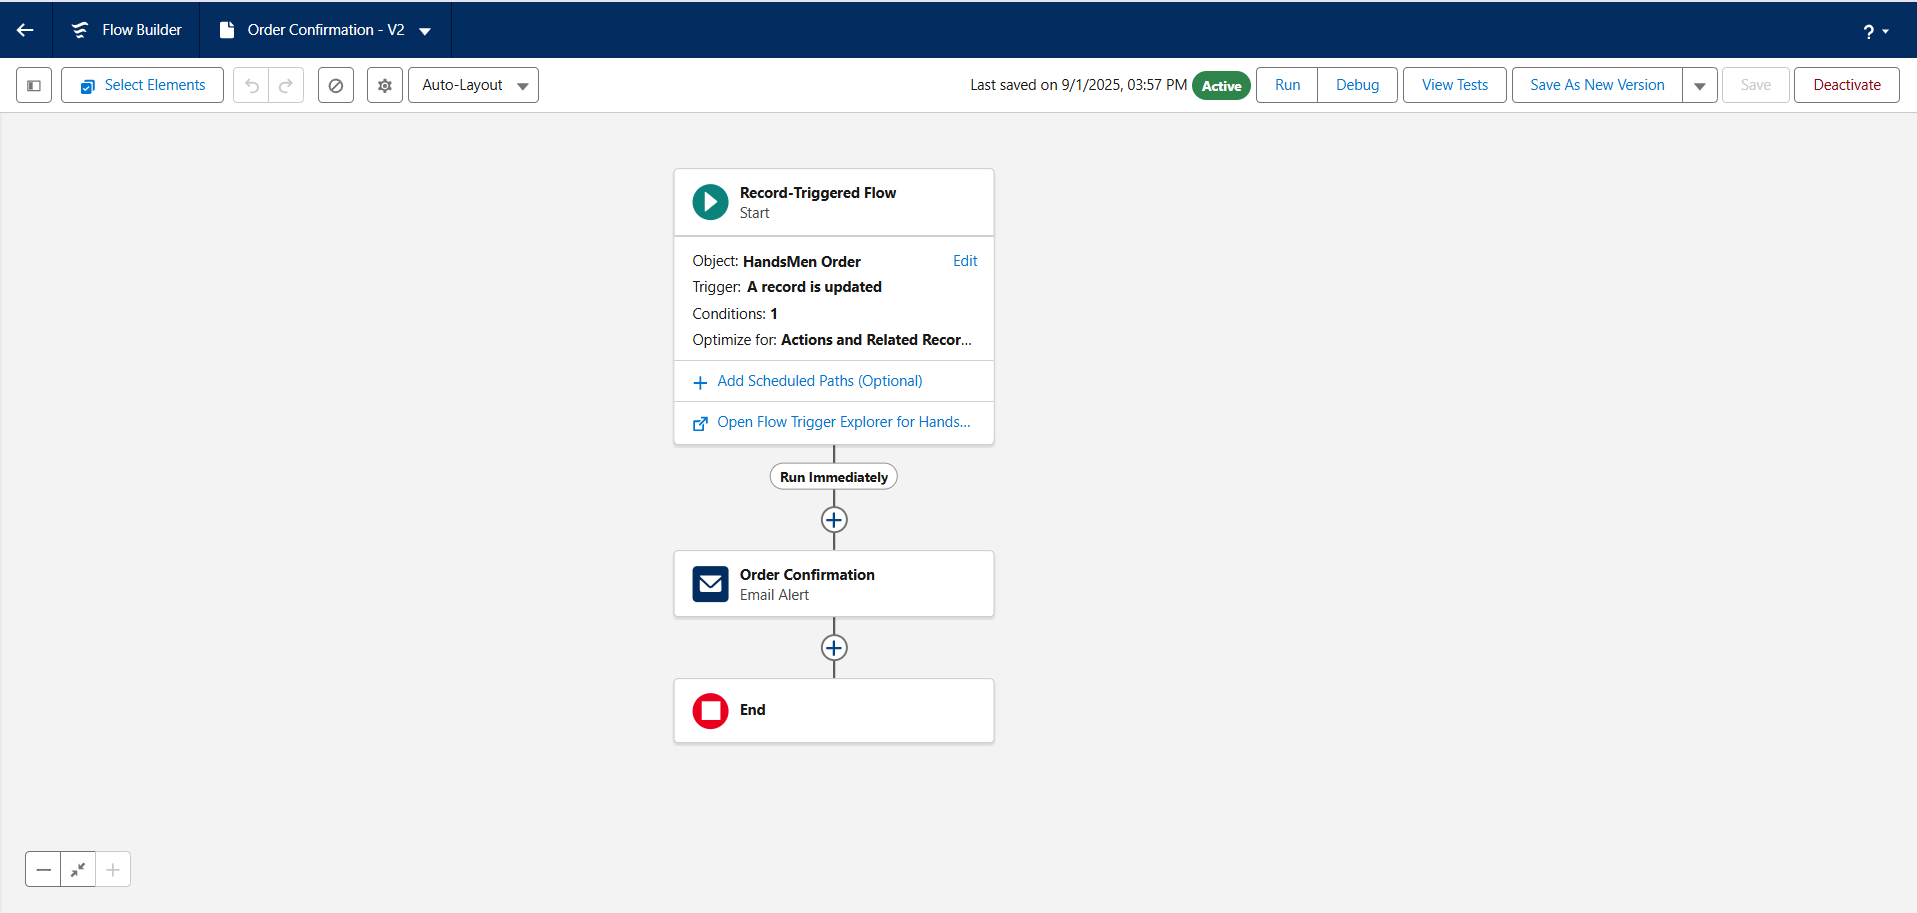 Flow Builder
Order Confirmation - V2
?
Select Elements
Auto-Layout
Last saved on 9/1/2025, 03:57 PM
Active
Run
Debug
View Tests
Save As New Version
Save
Deactivate
Record-Triggered Flow
Start
Object: HandsMen Order
Edit
Trigger: A record is updated
Conditions: 1
Optimize for: Actions and Related Recor...
Add Scheduled Paths (Optional)
Open Flow Trigger Explorer for Hands...
Run Immediately
Order Confirmation
Email Alert
End